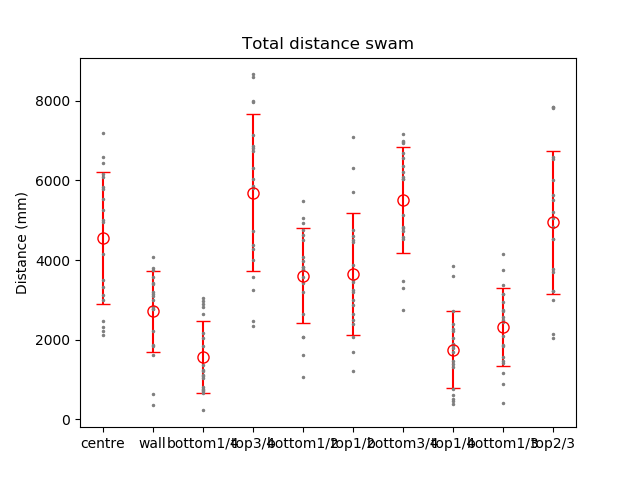 Total distance swam
Distance (mm)
8000
6000
4000
2000
0
centre wall bottom1/4 top3/4 bottom1/2 top1/2 bottom3/4 top1/4 bottom1/3 top2/3